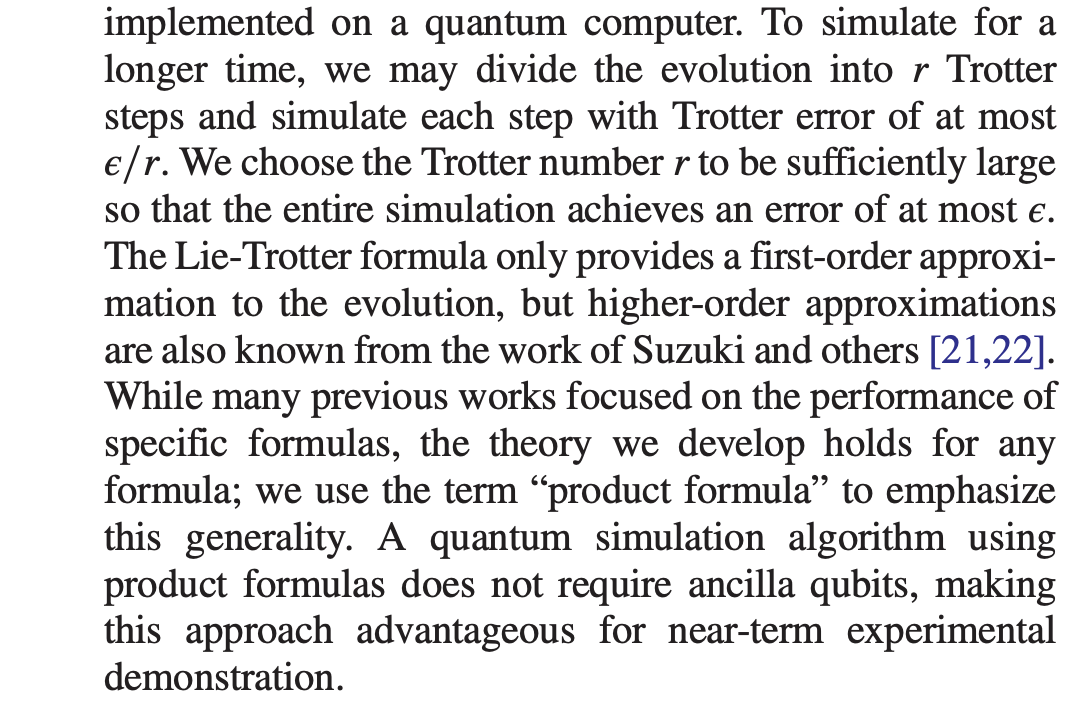 implemented on a quantum computer. To simulate for a
longer time, we may divide the evolution into r Trotter
steps and simulate each step with Trotter error of at most
ϵ/r. We choose the Trotter number r to be sufficiently large
so that the entire simulation achieves an error of at most ϵ.
The Lie-Trotter formula only provides a first-order approxi-
mation to the evolution, but higher-order approximations
are also known from the work of Suzuki and others [21,22].
While many previous works focused on the performance of
specific formulas, the theory we develop holds for any
formula; we use the term “product formula” to emphasize
this generality. A quantum simulation algorithm using
product formulas does not require ancilla qubits, making
this approach advantageous for near-term experimental
demonstration.